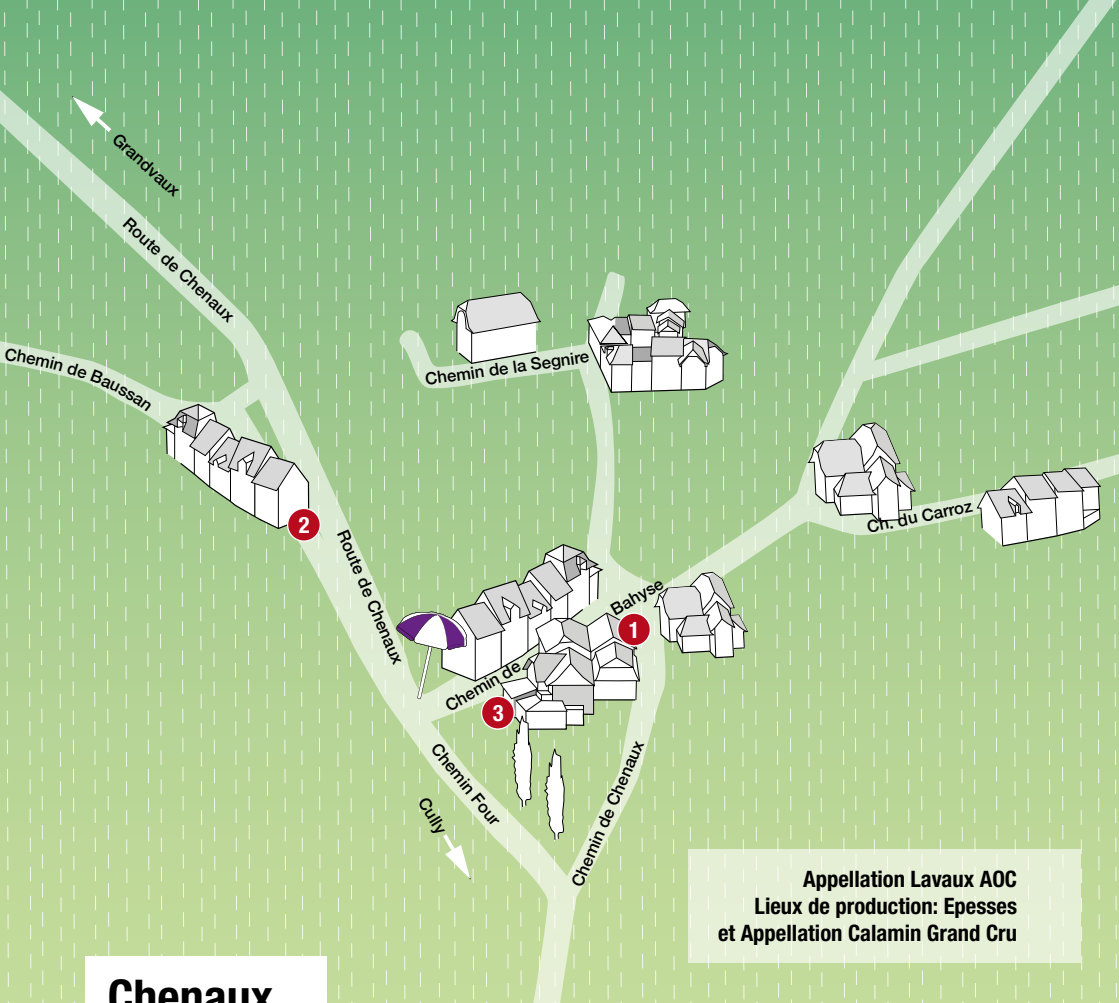 Grandvaux
Route de Chenaux
Chemin de Baussan
Chemin de la Segnire
Ch. du Carroz
2
Route de Chenaux
Bahyse
1
Chemin de
3
Chemin Four
Cully
Chemin de Chenaux
Appellation Lavaux AOC
Lieux de production: Epesses
et Appellation Calamin Grand Cru
Chenaux